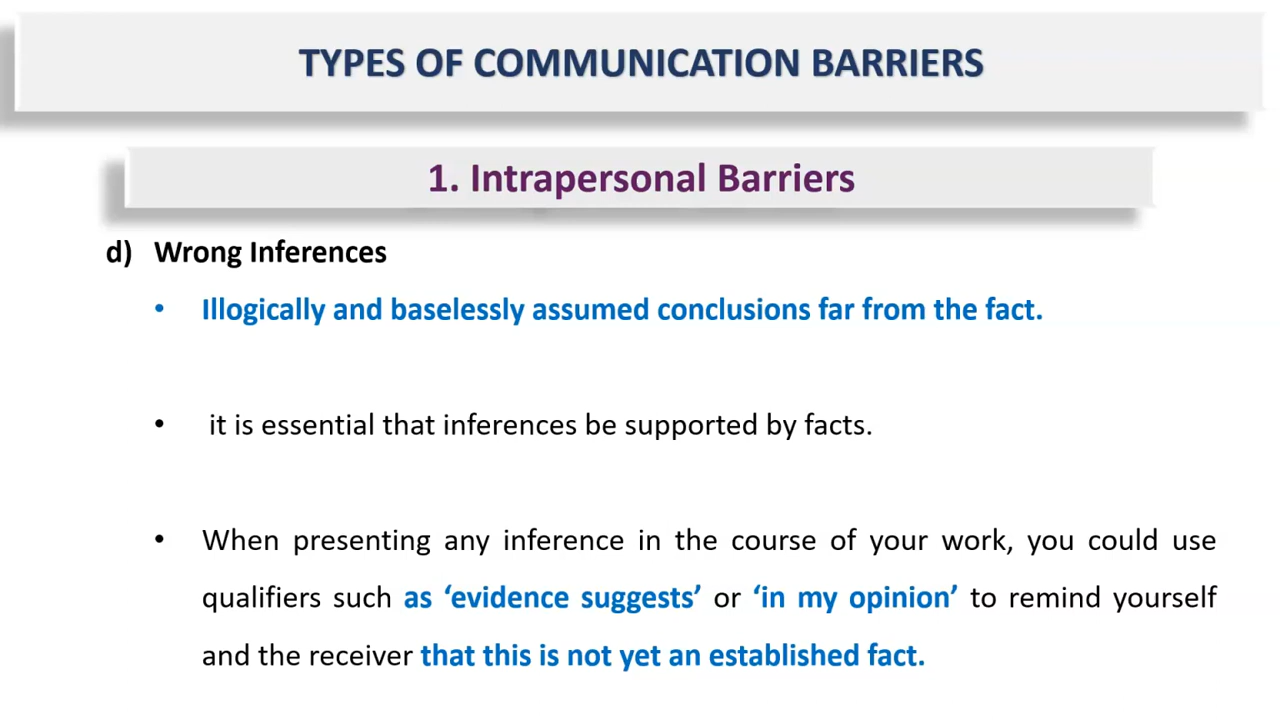 TYPES OF COMMUNICATION BARRIERS
1. Intrapersonal Barriers
d) Wrong Inferences
• Illogically and baselessly assumed conclusions far from the fact.
• it is essential that inferences be supported by facts.
• When presenting any inference in the course of your work, you could use
qualifiers such as ‘evidence suggests’ or ‘in my opinion’ to remind yourself
and the receiver that this is not yet an established fact.